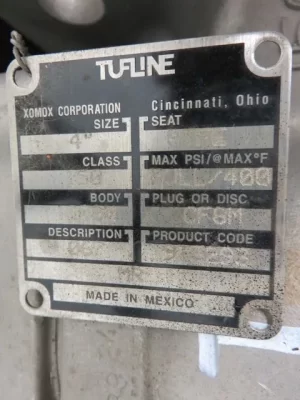 TUFLINE
XOMOX CORPORATION Cincinnati, Ohio
SIZE SEAT
4"
CLASS MAX PSI/@MAX°F
/400
BODY PLUG OR DISC
CF8M
DESCRIPTION PRODUCT CODE
MADE IN MEXICO